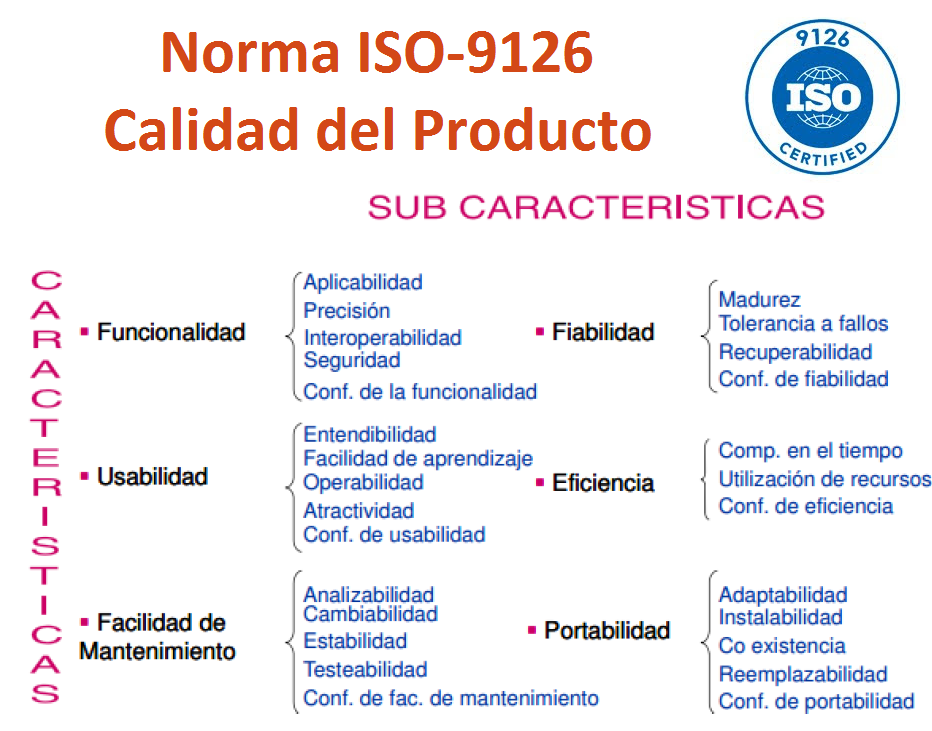 Norma ISO-9126
Calidad del Producto
9126
ISO
CERTIFIED
SUB CARACTERISTICAS
CARACTERISTICAS
▪ Funcionalidad
Aplicabilidad
Precisión
Interoperabilidad
Seguridad
Conf. de la funcionalidad
▪ Fiabilidad
Madurez
Tolerancia a fallos
Recuperabilidad
Conf. de fiabilidad
▪ Usabilidad
Entendibilidad
Facilidad de aprendizaje
Operabilidad
Atractividad
Conf. de usabilidad
▪ Eficiencia
Comp. en el tiempo
Utilización de recursos
Conf. de eficiencia
▪ Facilidad de
Mantenimiento
Analizabilidad
Cambiabilidad
Estabilidad
Testeabilidad
Conf. de fac. de mantenimiento
▪ Portabilidad
Adaptabilidad
Instalabilidad
Co existencia
Reemplazabilidad
Conf. de portabilidad